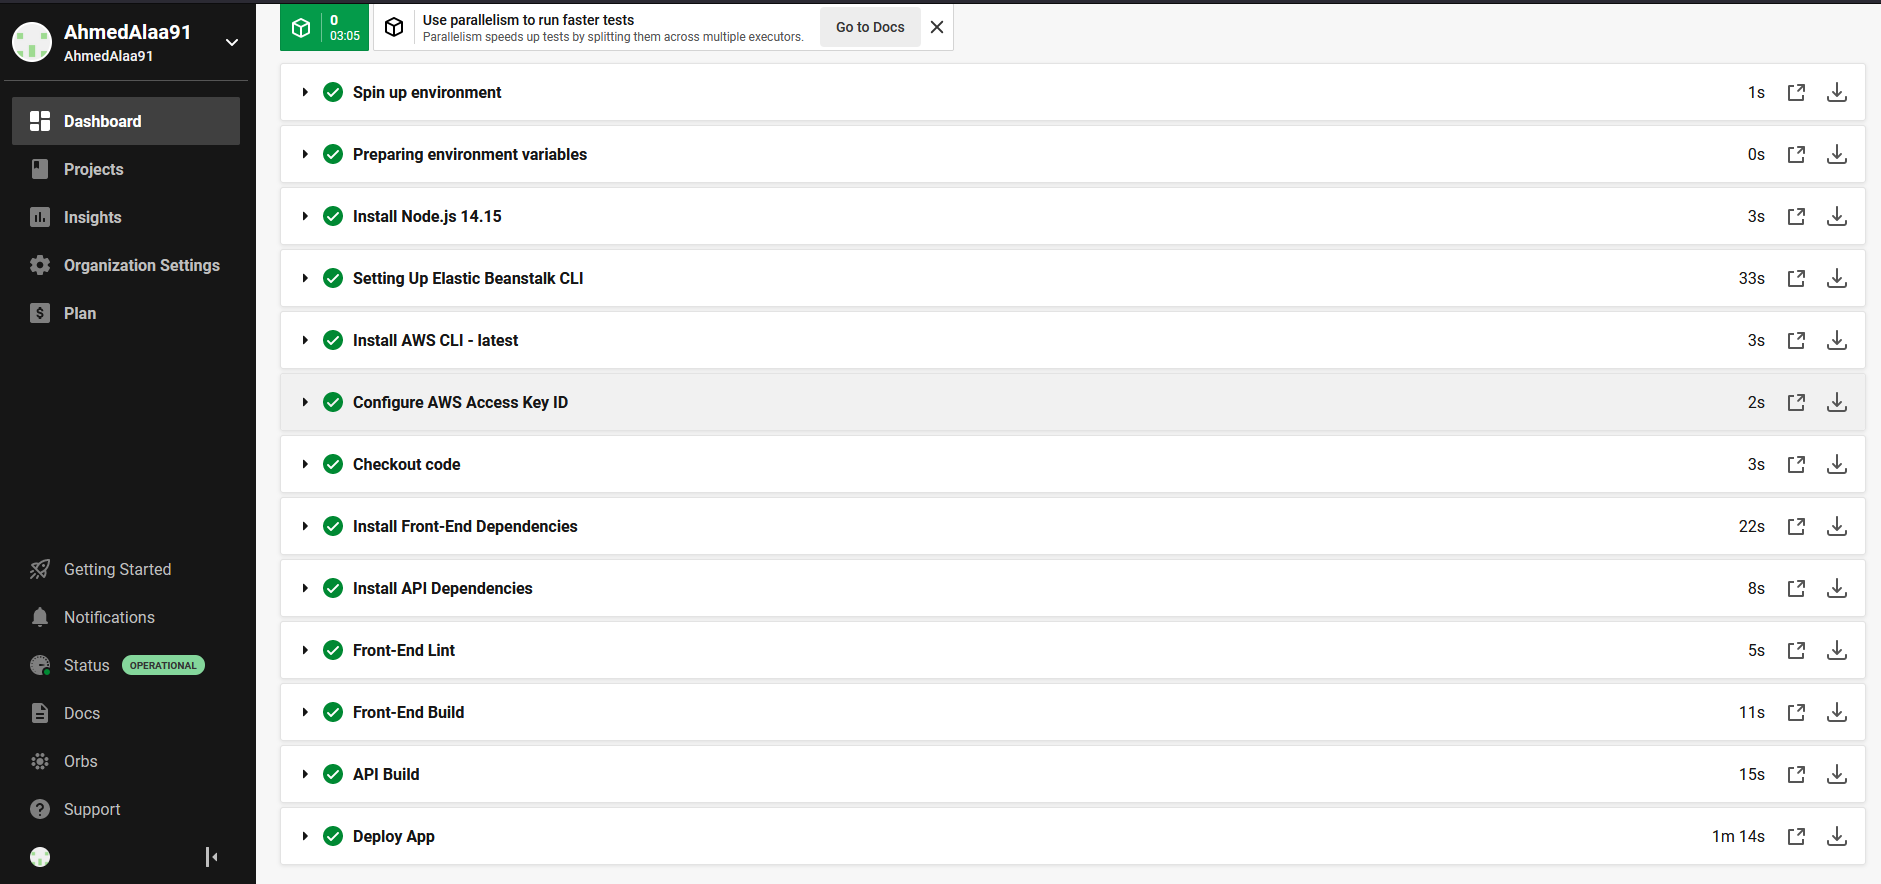 AhmedAlaa91
AhmedAlaa91
Dashboard
Projects
Insights
Organization Settings
Plan
Getting Started
Notifications
Status OPERATIONAL
Docs
Orbs
Support
0
03:05
Use parallelism to run faster tests
Parallelism speeds up tests by splitting them across multiple executors.
Go to Docs
Spin up environment 1s
Preparing environment variables 0s
Install Node.js 14.15 3s
Setting Up Elastic Beanstalk CLI 33s
Install AWS CLI - latest 3s
Configure AWS Access Key ID 2s
Checkout code 3s
Install Front-End Dependencies 22s
Install API Dependencies 8s
Front-End Lint 5s
Front-End Build 11s
API Build 15s
Deploy App 1m 14s